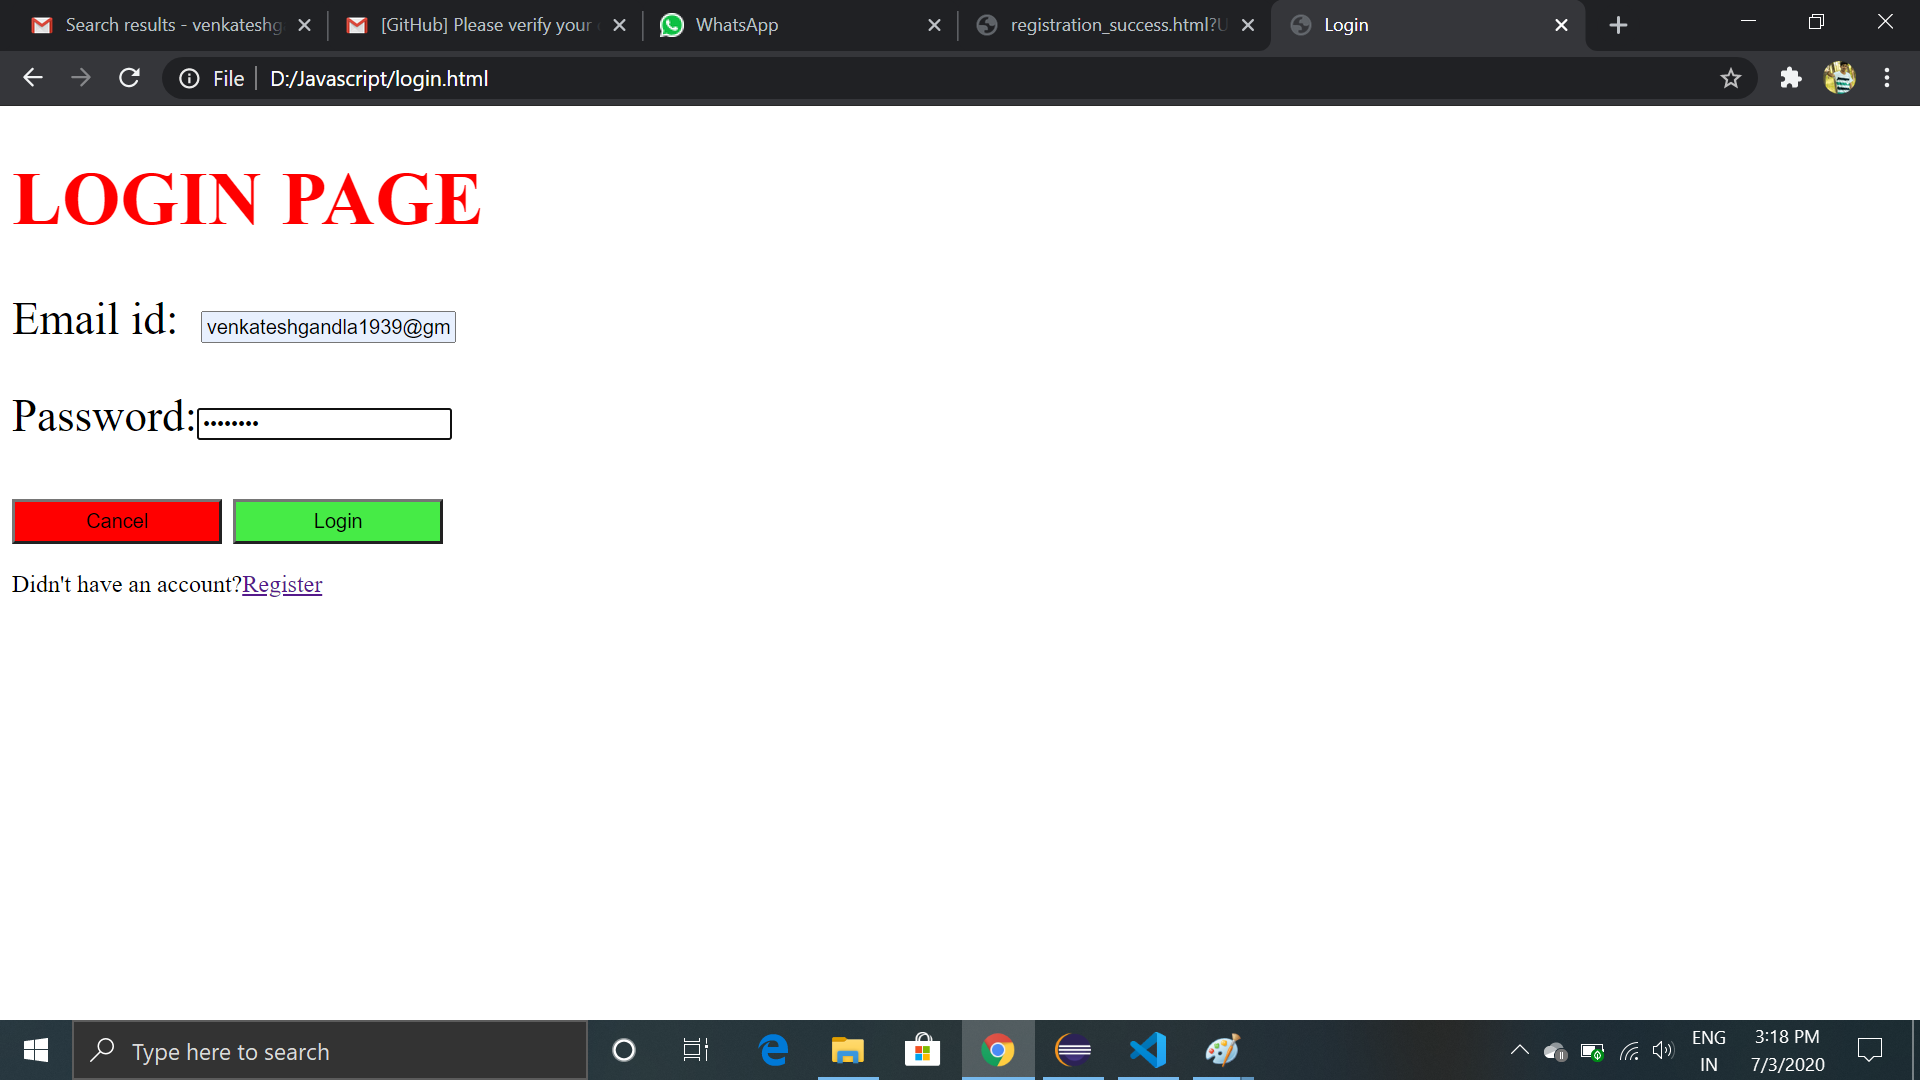 Search results - venkateshg
[GitHub] Please verify your
WhatsApp
registration_success.html?U
Login
File
D:/Javascript/login.html
LOGIN PAGE
Email id: venkateshgandla1939@gm
Password: ••••••••
Cancel
Login
Didn't have an account?Register
Type here to search
ENG
IN
3:18 PM
7/3/2020